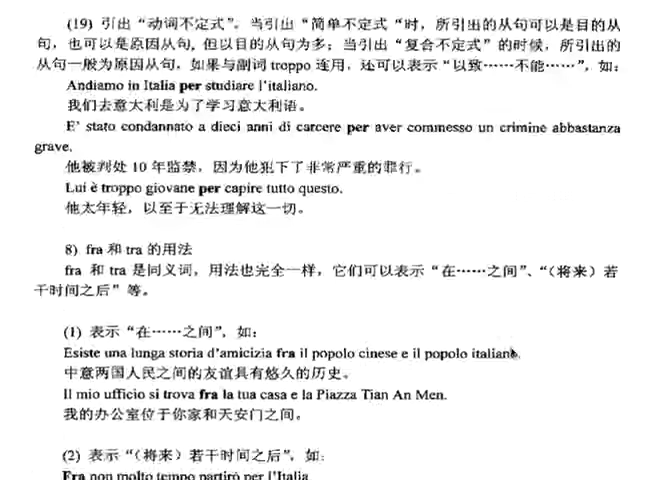 (19) 引出“动词不定式”。当引出“简单不定式“时，所引出的从句可以是目的从
句，也可以是原因从句, 但以目的从句为多；当引出“复合不定式”的时候，所引出的
从句一般为原因从句，如果与副词 troppo 连用，还可以表示“以致……不能……”，如：
Andiamo in Italia per studiare l'italiano.
我们去意大利是为了学习意大利语。
E' stato condannato a dieci anni di carcere per aver commesso un crimine abbastanza
grave.
他被判处 10 年监禁，因为他犯下了非常严重的罪行。
Lui è troppo giovane per capire tutto questo.
他太年轻，以至于无法理解这一切。
8) fra 和 tra 的用法
fra 和 tra 是同义词，用法也完全一样，它们可以表示“在……之间”、“（将来）若
干时间之后”等。
(1) 表示“在……之间”，如：
Esiste una lunga storia d'amicizia fra il popolo cinese e il popolo italiano.
中意两国人民之间的友谊具有悠久的历史。
Il mio ufficio si trova fra la tua casa e la Piazza Tian An Men.
我的办公室位于你家和天安门之间。
(2) 表示“（将来）若干时间之后”，如:
Fra non molto tempo partirò per l'Italia